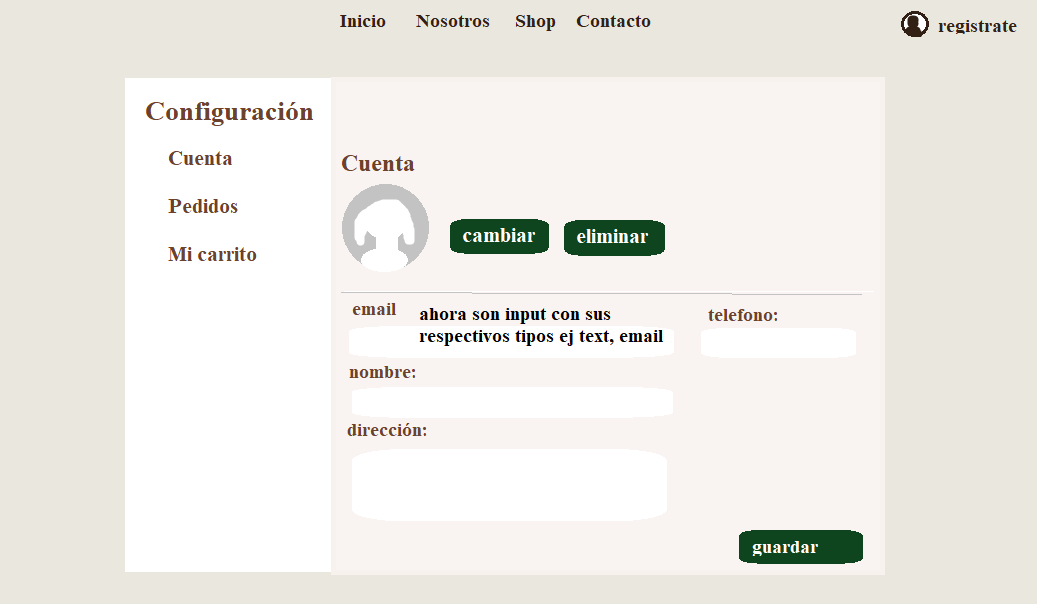 Inicio Nosotros Shop Contacto registrate
Configuración
Cuenta
Pedidos
Mi carrito
Cuenta
cambiar eliminar
email
ahora son input con sus
respectivos tipos ej text, email
telefono:
nombre:
dirección:
guardar